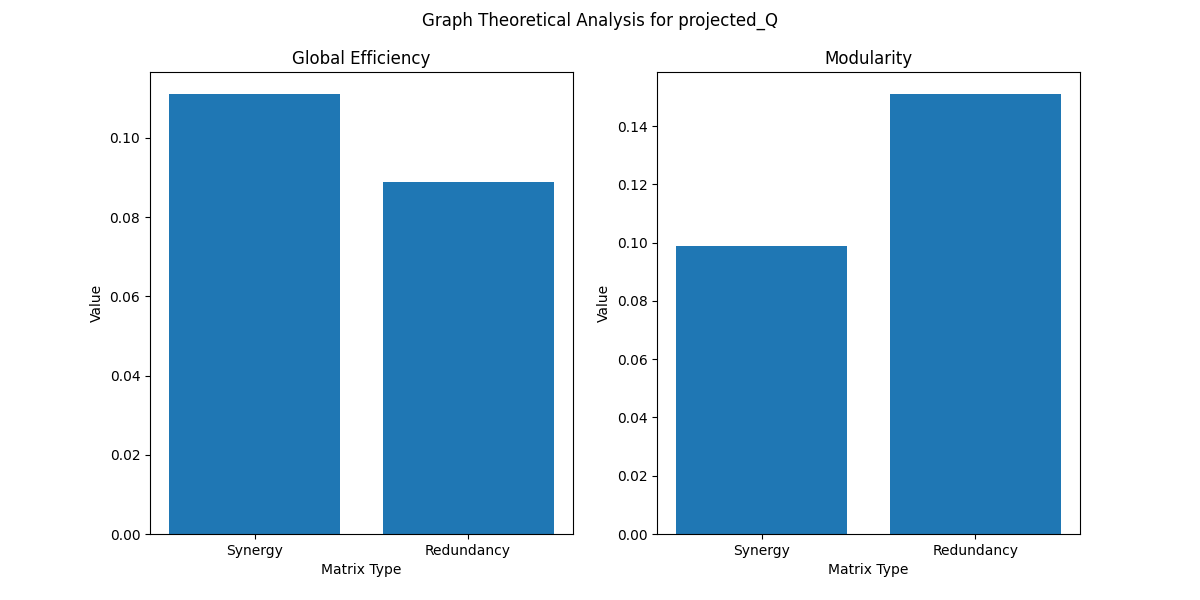 Graph Theoretical Analysis for projected_Q
Global Efficiency
0.10
0.08
0.06
0.04
0.02
0.00
Value
Synergy
Redundancy
Matrix Type
Modularity
0.14
0.12
0.10
0.08
0.06
0.04
0.02
0.00
Value
Synergy
Redundancy
Matrix Type